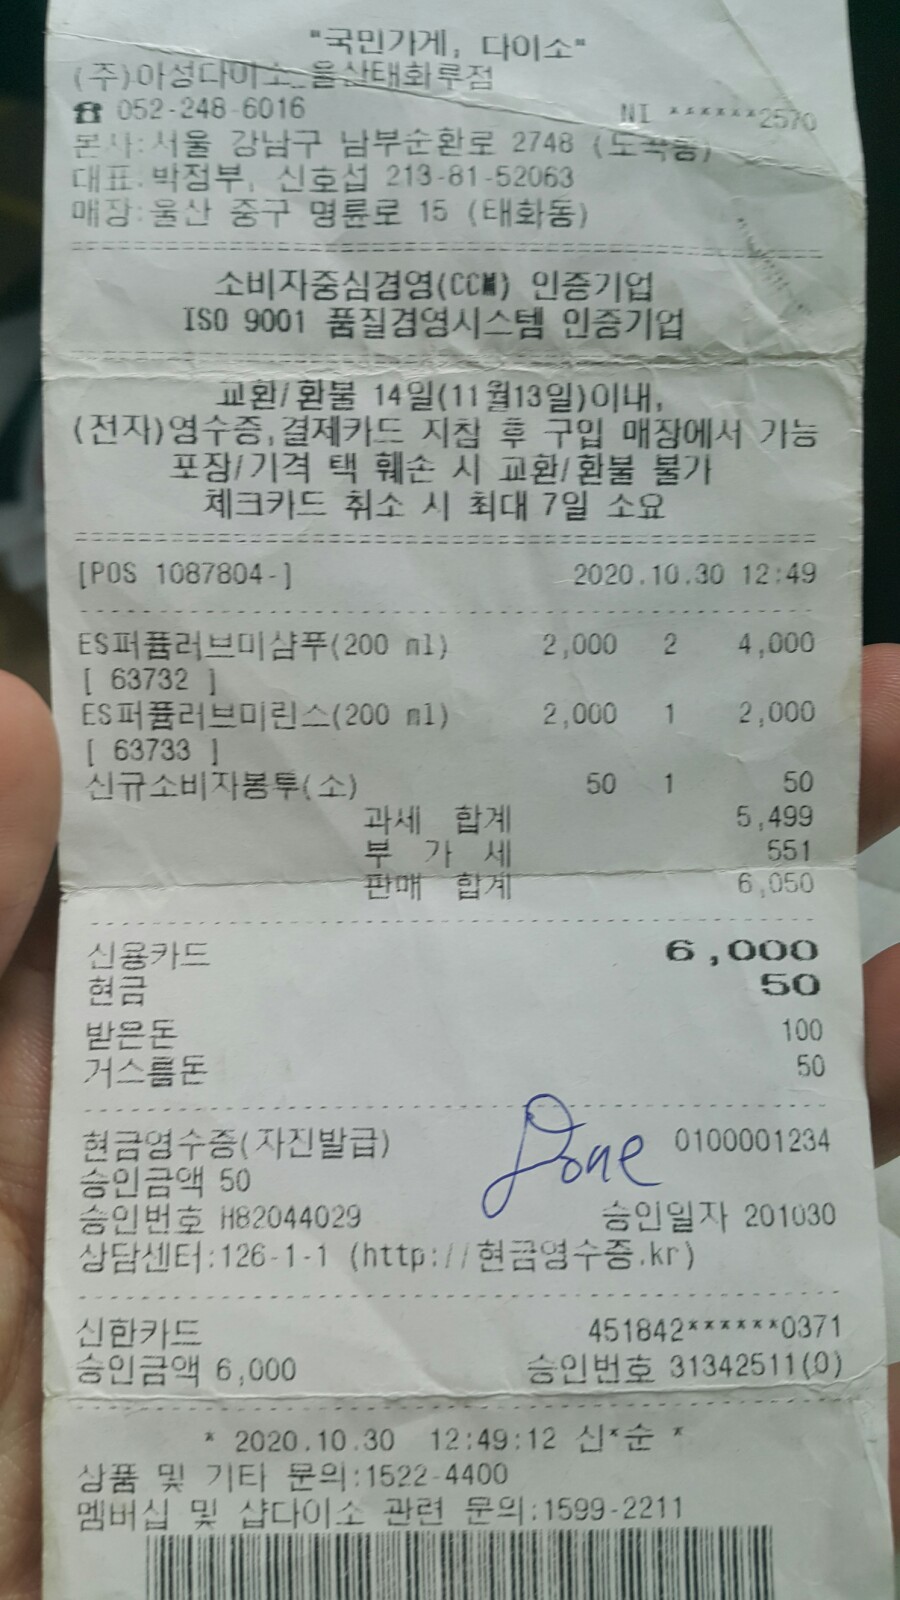 "국민가게, 다이소"
(주)아성다이소_울산태화루점
☎ 052-248-6016 NI ******2570
본사:서울 강남구 남부순환로 2748 (도곡동)
대표:박정부, 신호섭 213-81-52063
매장:울산 중구 명륜로 15 (태화동)
소비자중심경영(CCM) 인증기업
ISO 9001 품질경영시스템 인증기업
교환/환불 14일(11월13일)이내,
(전자)영수증,결제카드 지참 후 구입 매장에서 가능
포장/가격 택 훼손 시 교환/환불 불가
체크카드 취소 시 최대 7일 소요
[POS 1087804-] 2020.10.30 12:49
ES퍼퓸러브미샴푸(200 ml) 2,000 2 4,000
[ 63732 ]
ES퍼퓸러브미린스(200 ml) 2,000 1 2,000
[ 63733 ]
신규소비자봉투(소) 50 1 50
과세 합계 5,499
부 가 세 551
판매 합계 6,050
신용카드 6,000
현금 50
받은돈 100
거스름돈 50
현금영수증(자진발급) Done 0100001234
승인금액 50
승인번호 H82044029 승인일자 201030
상담센터:126-1-1 (http://현금영수증.kr)
신한카드 451842******0371
승인금액 6,000 승인번호 31342511(0)
* 2020.10.30 12:49:12 신*순 *
상품 및 기타 문의:1522-4400
멤버십 및 샵다이소 관련 문의:1599-2211